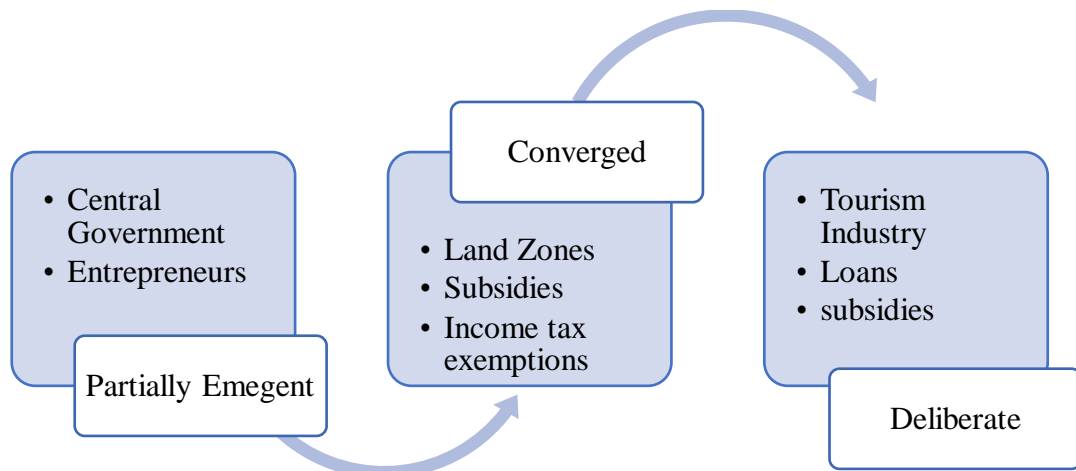 • Central
Government
• Entrepreneurs
Partially Emegent
Converged
• Land Zones
• Subsidies
• Income tax
exemptions
• Tourism
Industry
• Loans
• subsidies
Deliberate